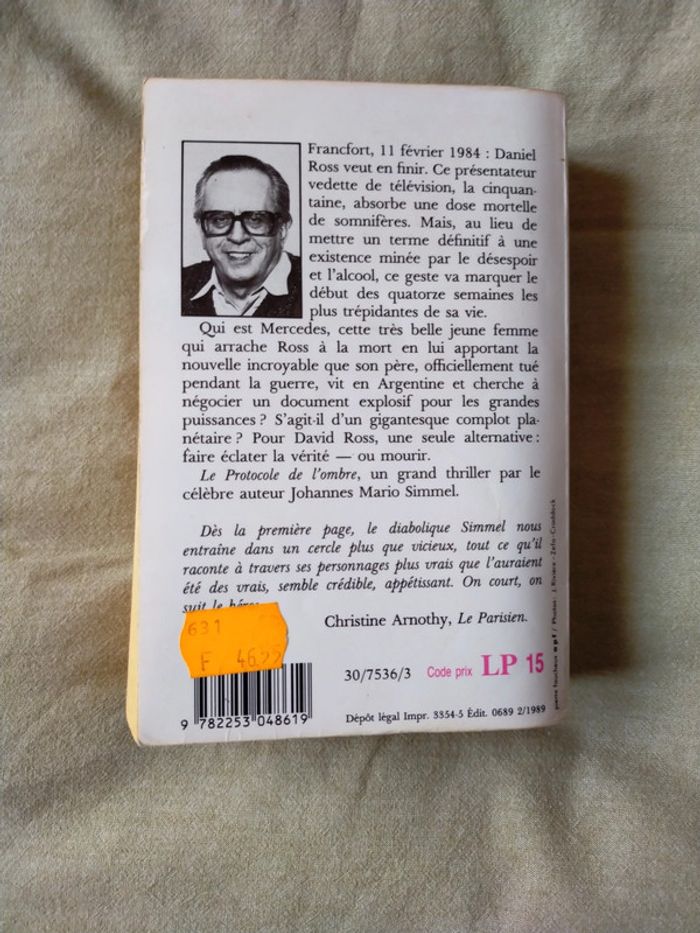 Francfort, 11 février 1984 : Daniel
Ross veut en finir. Ce présentateur
vedette de télévision, la cinquan-
taine, absorbe une dose mortelle
de somnifères. Mais, au lieu de
mettre un terme définitif à une
existence minée par le désespoir
et l'alcool, ce geste va marquer le
début des quatorze semaines les
plus trépidantes de sa vie.
Qui est Mercedes, cette très belle jeune femme
qui arrache Ross à la mort en lui apportant la
nouvelle incroyable que son père, officiellement tué
pendant la guerre, vit en Argentine et cherche à
négocier un document explosif pour les grandes
puissances ? S'agit-il d'un gigantesque complot pla-
nétaire ? Pour David Ross, une seule alternative :
faire éclater la vérité — ou mourir.
Le Protocole de l'ombre, un grand thriller par le
célèbre auteur Johannes Mario Simmel.
Dès la première page, le diabolique Simmel nous
entraîne dans un cercle plus que vicieux, tout ce qu'il
raconte à travers ses personnages plus vrais que l'auraient
été des vrais, semble crédible, appétissant. On court, on
suit le
Christine Arnothy, Le Parisien.
631
F 46.
30/7536/3 Code prix LP 15
9 782253 048619
Dépôt légal Impr. 3354-5 Édit. 0689 2/1989
pierre faucheux / Photos : J. Rivière - Zefa - Craddock